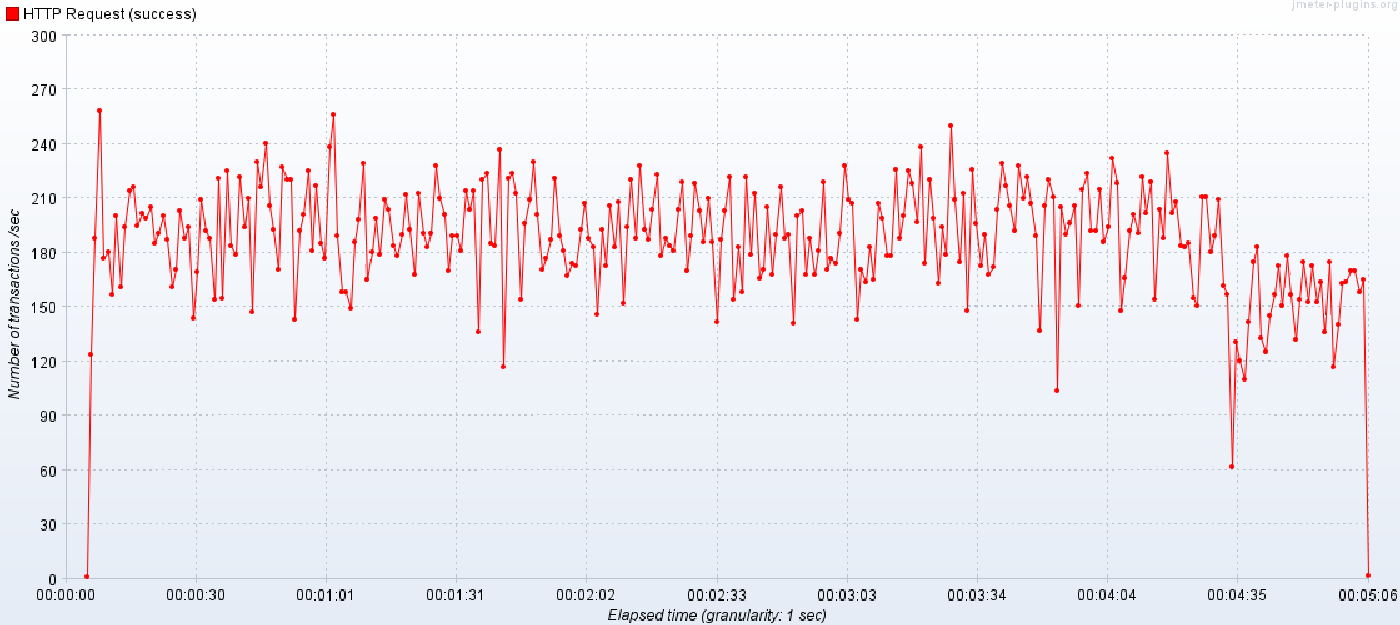 jmeter-plugins.org
HTTP Request (success)
300
270
240
210
180
150
120
90
60
30
0
Number of transactions /sec
00:00:00 00:00:30 00:01:01 00:01:31 00:02:02 00:02:33 00:03:03 00:03:34 00:04:04 00:04:35 00:05:06
Elapsed time (granularity: 1 sec)